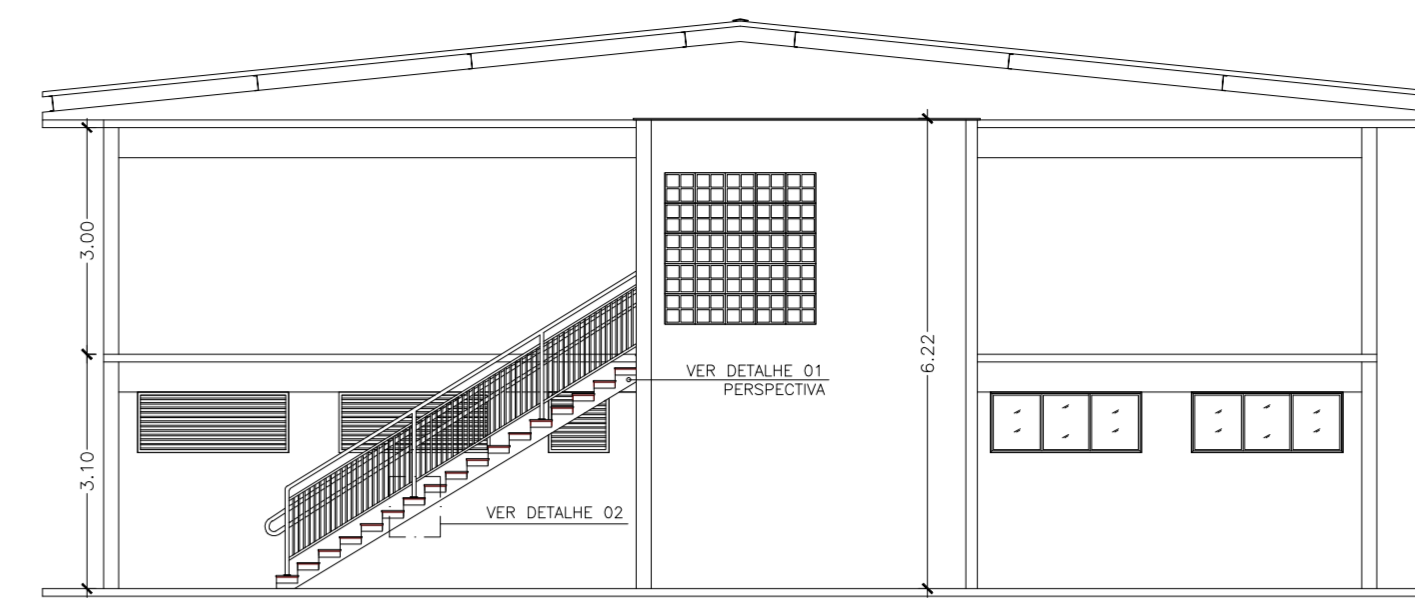 3.00
6.22
VER DETALHE 01
PERSPECTIVA
3.10
VER DETALHE 02